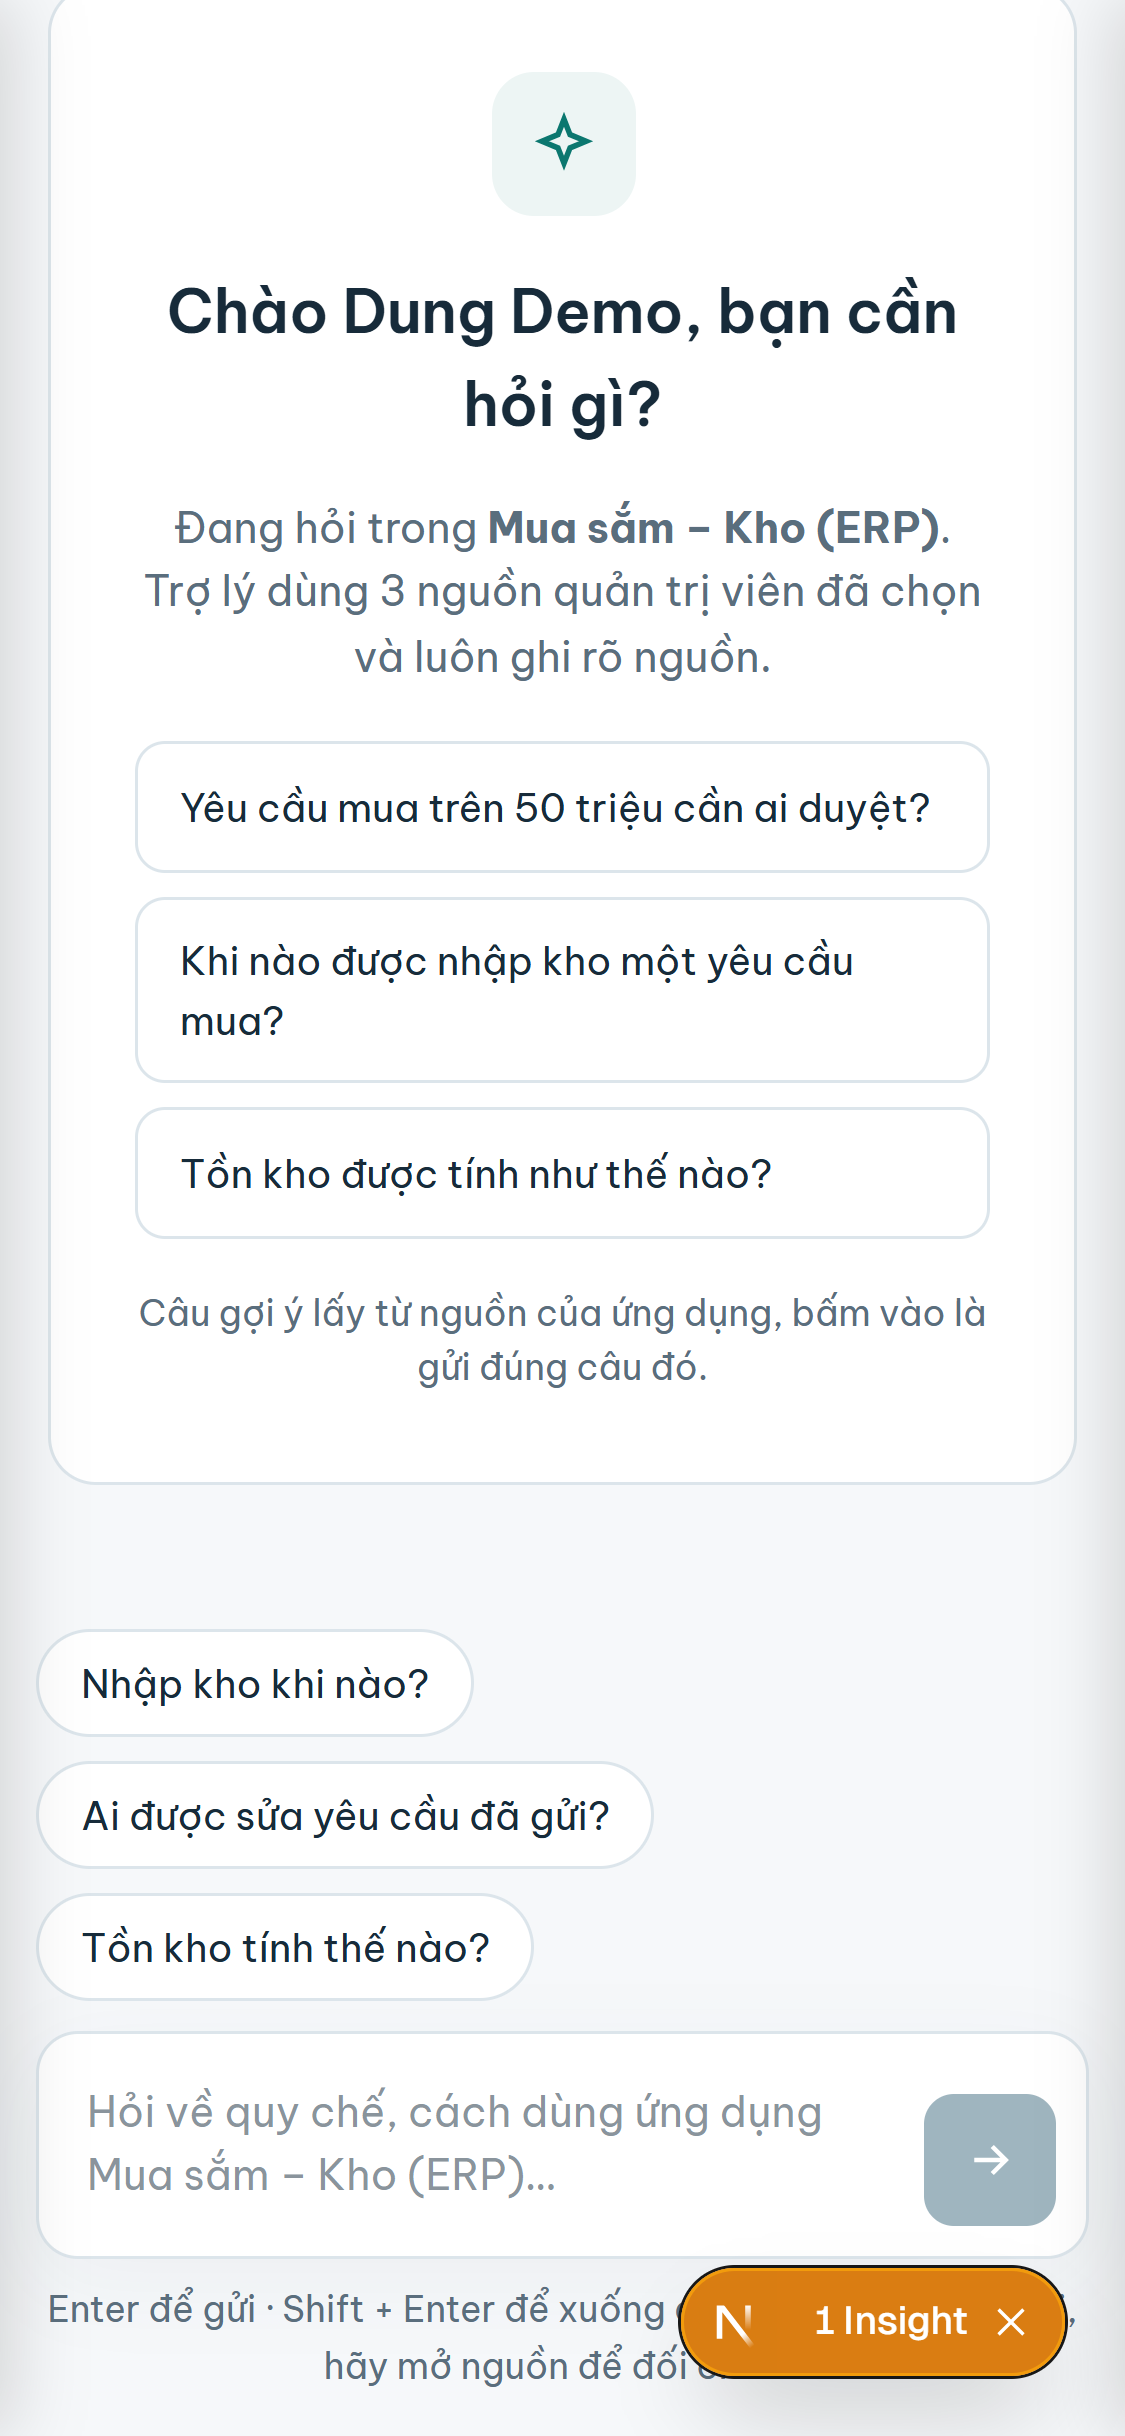 Chào Dung Demo, bạn cần
hỏi gì?
Đang hỏi trong Mua sắm – Kho (ERP).
Trợ lý dùng 3 nguồn quản trị viên đã chọn
và luôn ghi rõ nguồn.
Yêu cầu mua trên 50 triệu cần ai duyệt?
Khi nào được nhập kho một yêu cầu
mua?
Tồn kho được tính như thế nào?
Câu gợi ý lấy từ nguồn của ứng dụng, bấm vào là
gửi đúng câu đó.
Nhập kho khi nào?
Ai được sửa yêu cầu đã gửi?
Tồn kho tính thế nào?
Hỏi về quy chế, cách dùng ứng dụng
Mua sắm – Kho (ERP)...
Enter để gửi · Shift + Enter để xuống
hãy mở nguồn để đối
N 1 Insight